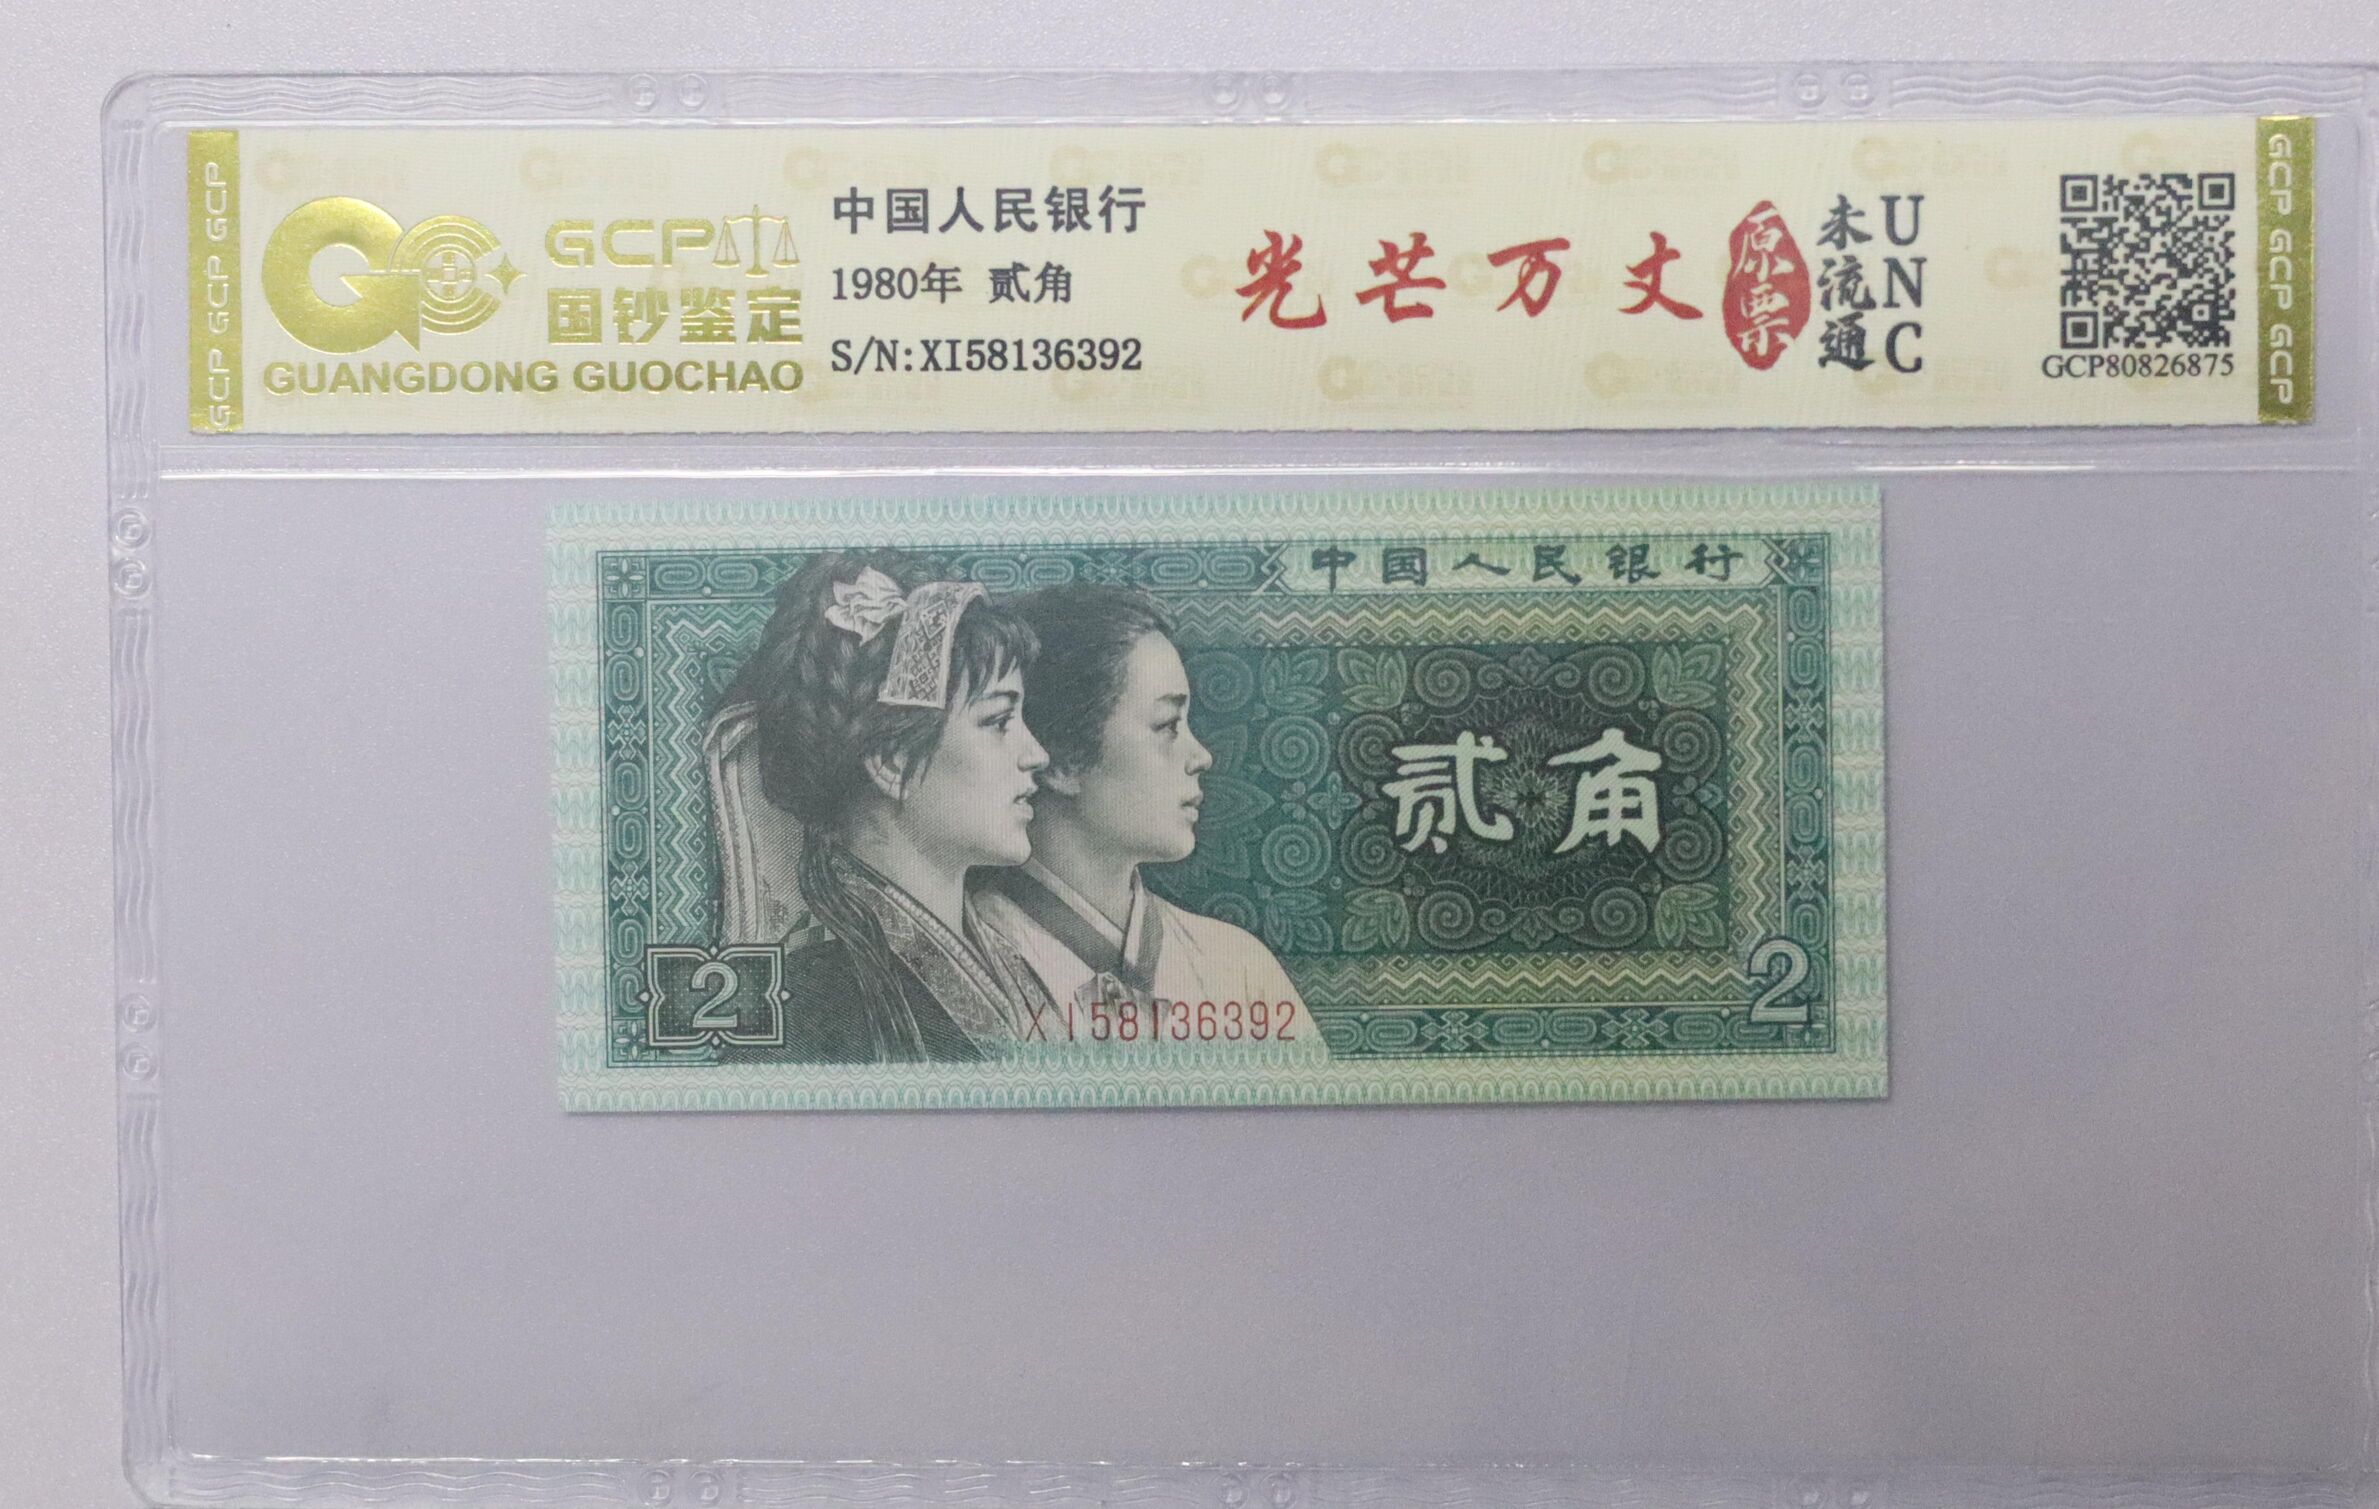 GCP GCP GCP
GCP
国钞鉴定
GUANGDONG GUOCHAO
中国人民银行
1980年 贰角
S/N:XI58136392
光芒万丈
原票
未流通
UNC
GCP80826875
GCP GCP GCP
中国人民银行
贰角
2
XI58136392
2